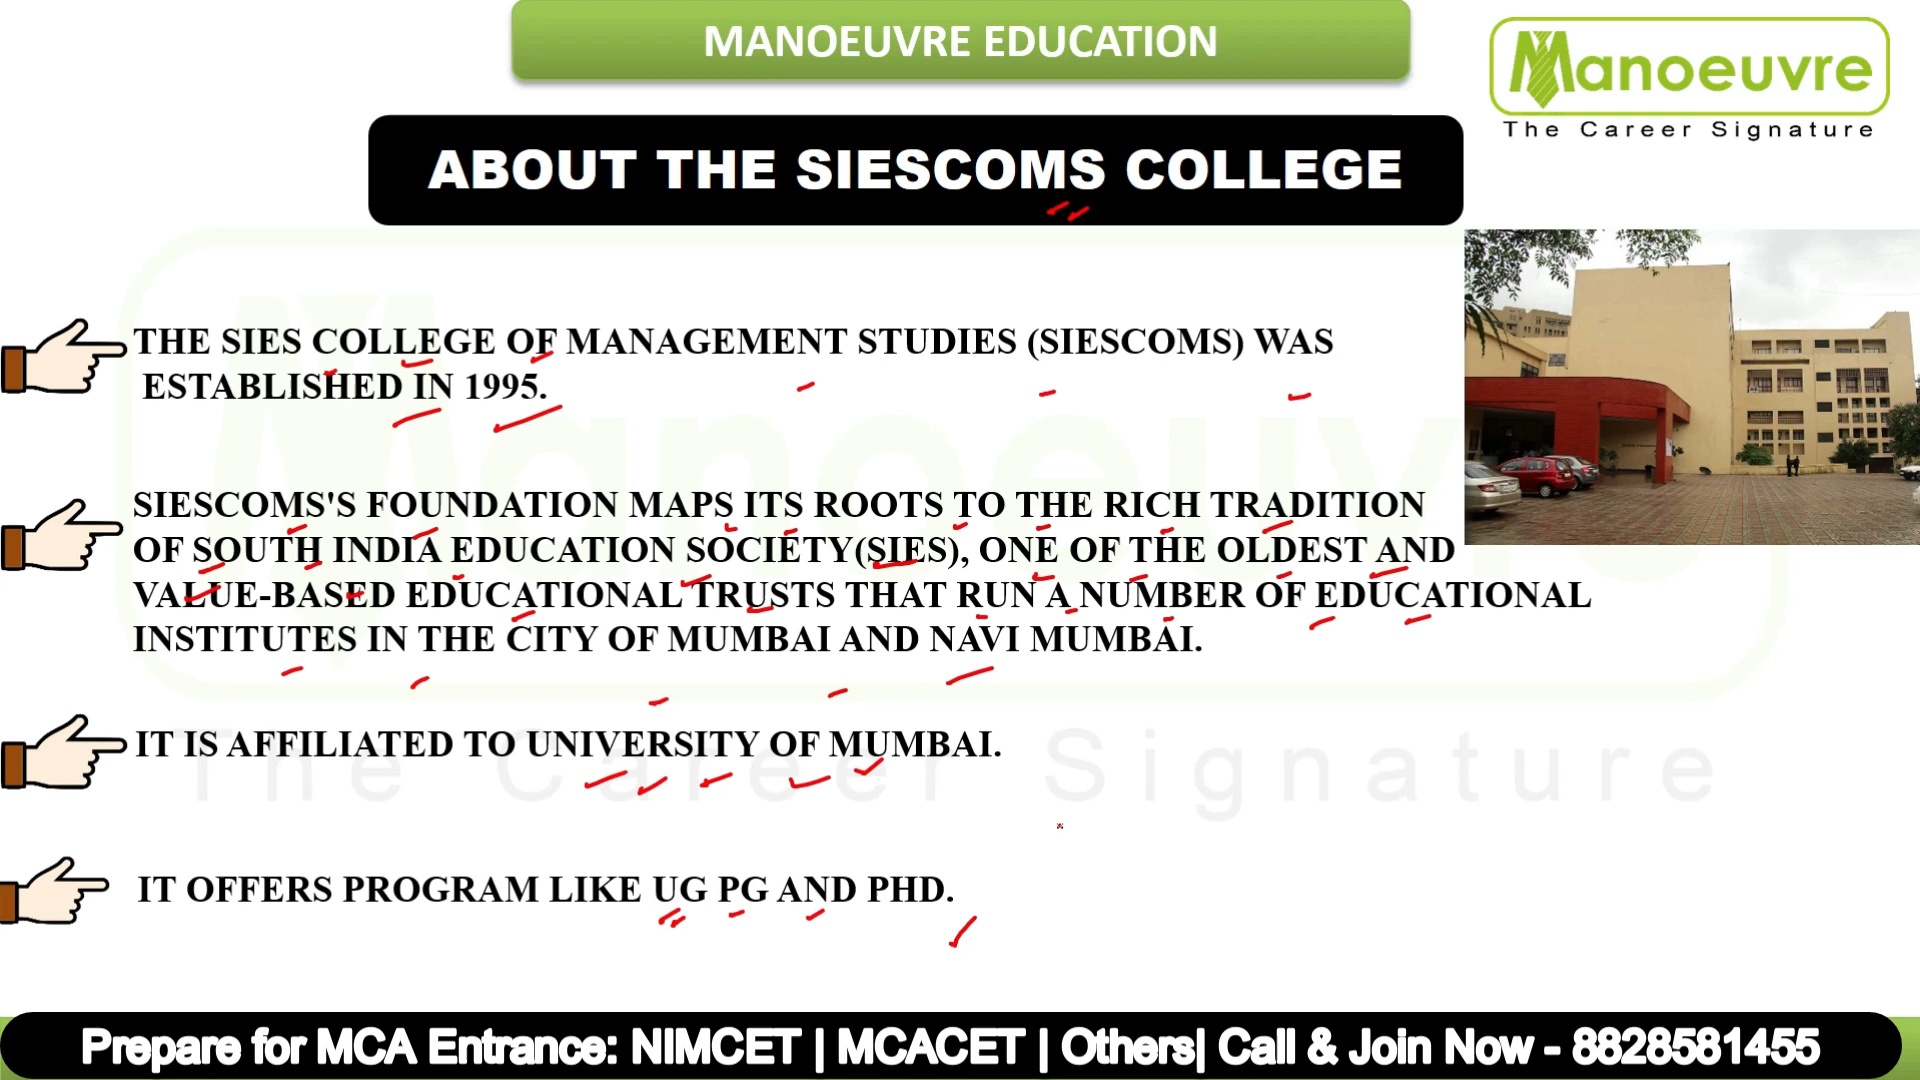 MANOEUVRE EDUCATION
Manoeuvre
The Career Signature
ABOUT THE SIESCOMS COLLEGE
THE SIES COLLEGE OF MANAGEMENT STUDIES (SIESCOMS) WAS
ESTABLISHED IN 1995.
SIESCOMS'S FOUNDATION MAPS ITS ROOTS TO THE RICH TRADITION
OF SOUTH INDIA EDUCATION SOCIETY(SIES), ONE OF THE OLDEST AND
VALUE-BASED EDUCATIONAL TRUSTS THAT RUN A NUMBER OF EDUCATIONAL
INSTITUTES IN THE CITY OF MUMBAI AND NAVI MUMBAI.
IT IS AFFILIATED TO UNIVERSITY OF MUMBAI.
IT OFFERS PROGRAM LIKE UG PG AND PHD.
Manoeuvre
The Career Signature
Prepare for MCA Entrance: NIMCET | MCACET | Others| Call & Join Now - 8828581455